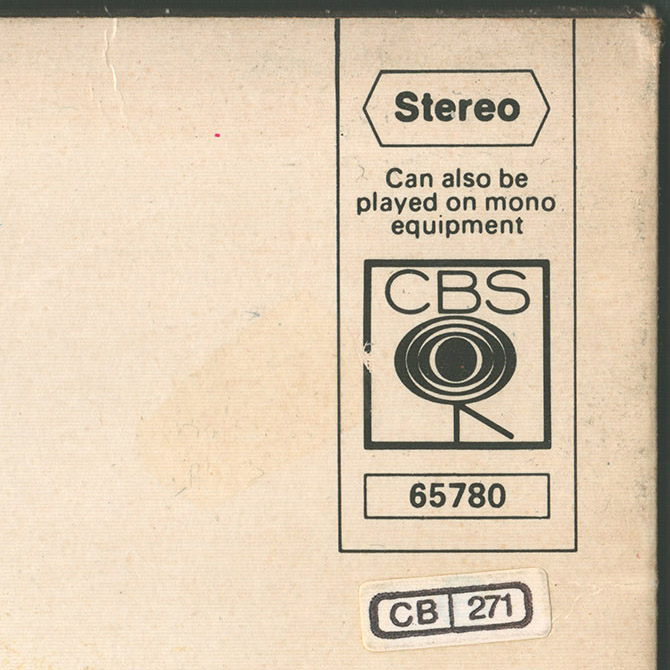 Stereo
Can also be
played on mono
equipment
CBS
65780
CB 271